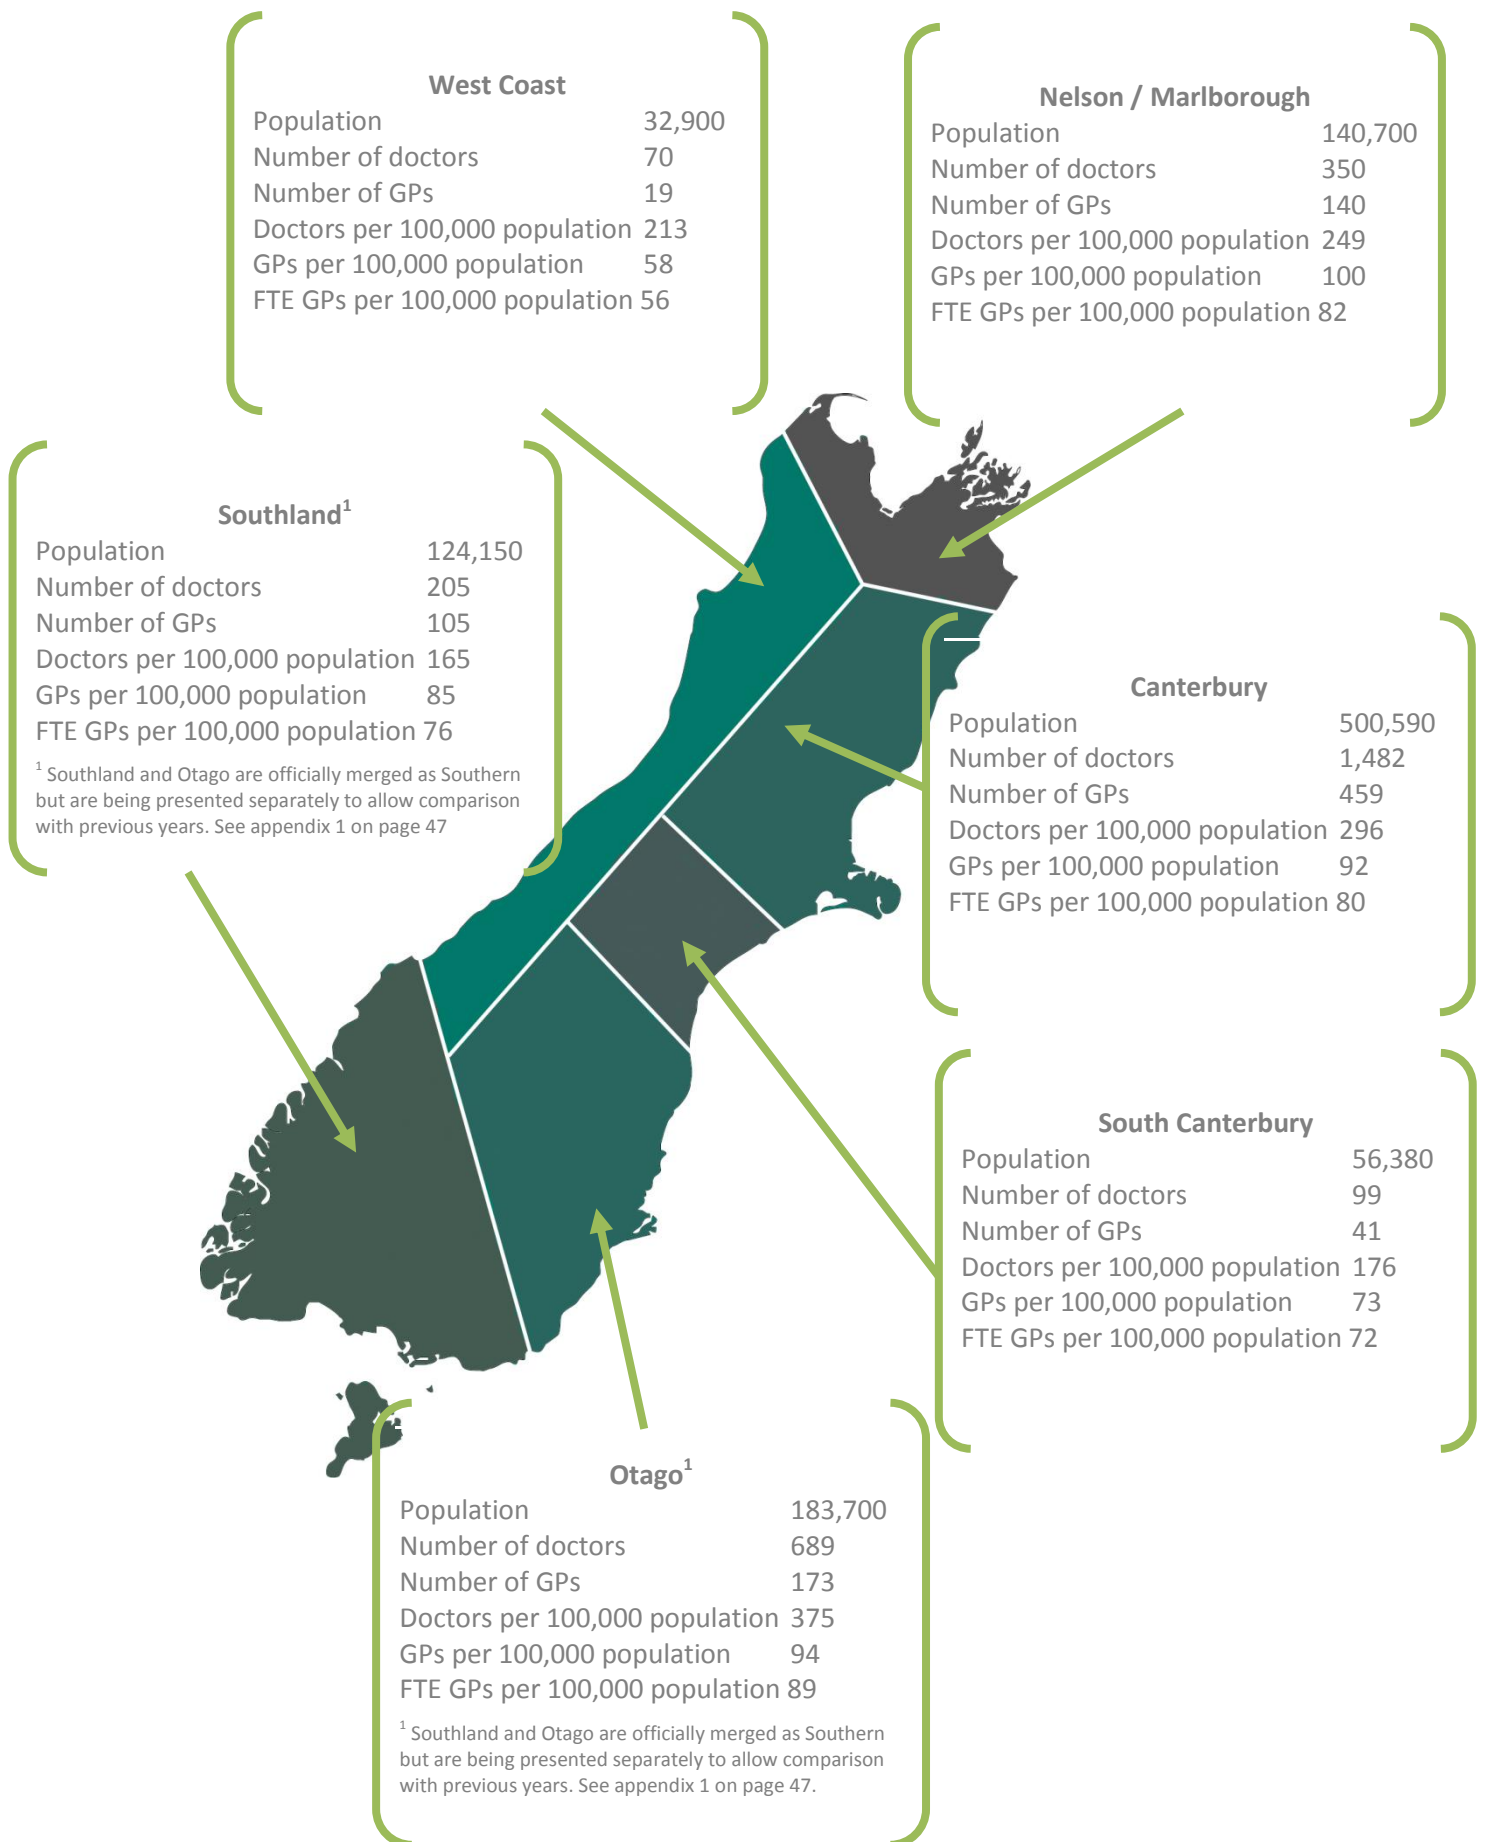 West Coast
Population 32,900
Number of doctors 70
Number of GPs 19
Doctors per 100,000 population 213
GPs per 100,000 population 58
FTE GPs per 100,000 population 56
Nelson / Marlborough
Population 140,700
Number of doctors 350
Number of GPs 140
Doctors per 100,000 population 249
GPs per 100,000 population 100
FTE GPs per 100,000 population 82
Southland¹
Population 124,150
Number of doctors 205
Number of GPs 105
Doctors per 100,000 population 165
GPs per 100,000 population 85
FTE GPs per 100,000 population 76
¹ Southland and Otago are officially merged as Southern
but are being presented separately to allow comparison
with previous years. See appendix 1 on page 47
Canterbury
Population 500,590
Number of doctors 1,482
Number of GPs 459
Doctors per 100,000 population 296
GPs per 100,000 population 92
FTE GPs per 100,000 population 80
South Canterbury
Population 56,380
Number of doctors 99
Number of GPs 41
Doctors per 100,000 population 176
GPs per 100,000 population 73
FTE GPs per 100,000 population 72
Otago¹
Population 183,700
Number of doctors 689
Number of GPs 173
Doctors per 100,000 population 375
GPs per 100,000 population 94
FTE GPs per 100,000 population 89
¹ Southland and Otago are officially merged as Southern
but are being presented separately to allow comparison
with previous years. See appendix 1 on page 47.